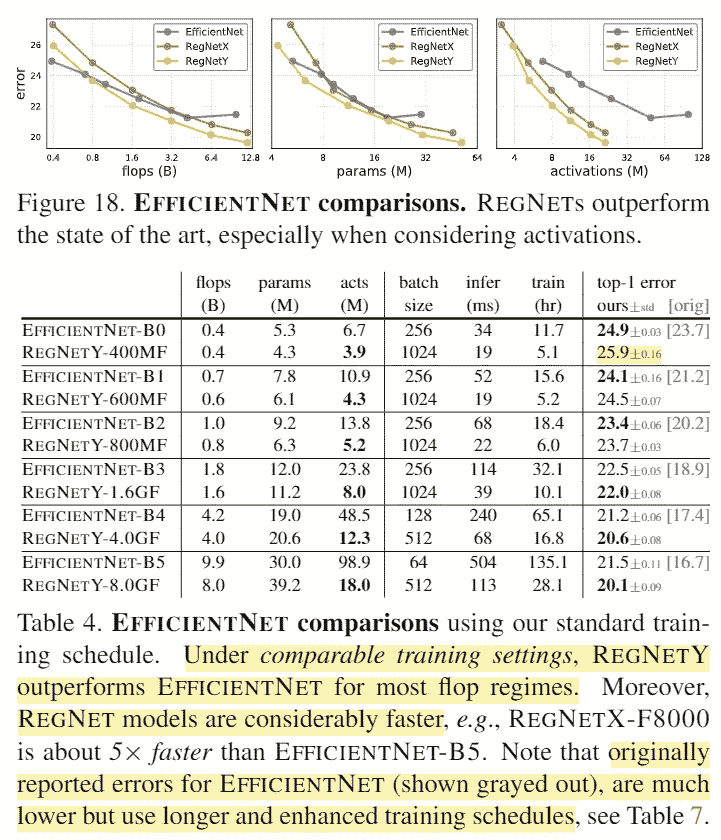 EfficientNet
RegNetX
RegNetY
EfficientNet
RegNetX
RegNetY
EfficientNet
RegNetX
RegNetY
error
26
24
22
20
0.4 0.8 1.6 3.2 6.4 12.8
flops (B)
4 8 16 32 64
params (M)
4 8 16 32 64 128
activations (M)
Figure 18. EFFICIENTNET comparisons. REGNETs outperform
the state of the art, especially when considering activations.
flops params acts batch infer train top-1 error
(B) (M) (M) size (ms) (hr) ours±std [orig]
EFFICIENTNET-B0 0.4 5.3 6.7 256 34 11.7 24.9±0.03 [23.7]
REGNETY-400MF 0.4 4.3 3.9 1024 19 5.1 25.9±0.16
EFFICIENTNET-B1 0.7 7.8 10.9 256 52 15.6 24.1±0.16 [21.2]
REGNETY-600MF 0.6 6.1 4.3 1024 19 5.2 24.5±0.07
EFFICIENTNET-B2 1.0 9.2 13.8 256 68 18.4 23.4±0.06 [20.2]
REGNETY-800MF 0.8 6.3 5.2 1024 22 6.0 23.7±0.03
EFFICIENTNET-B3 1.8 12.0 23.8 256 114 32.1 22.5±0.05 [18.9]
REGNETY-1.6GF 1.6 11.2 8.0 1024 39 10.1 22.0±0.08
EFFICIENTNET-B4 4.2 19.0 48.5 128 240 65.1 21.2±0.06 [17.4]
REGNETY-4.0GF 4.0 20.6 12.3 512 68 16.8 20.6±0.08
EFFICIENTNET-B5 9.9 30.0 98.9 64 504 135.1 21.5±0.11 [16.7]
REGNETY-8.0GF 8.0 39.2 18.0 512 113 28.1 20.1±0.09
Table 4. EFFICIENTNET comparisons using our standard train-
ing schedule. Under comparable training settings, REGNETY
outperforms EFFICIENTNET for most flop regimes. Moreover,
REGNET models are considerably faster, e.g., REGNETX-F8000
is about 5× faster than EFFICIENTNET-B5. Note that originally
reported errors for EFFICIENTNET (shown grayed out), are much
lower but use longer and enhanced training schedules, see Table 7.